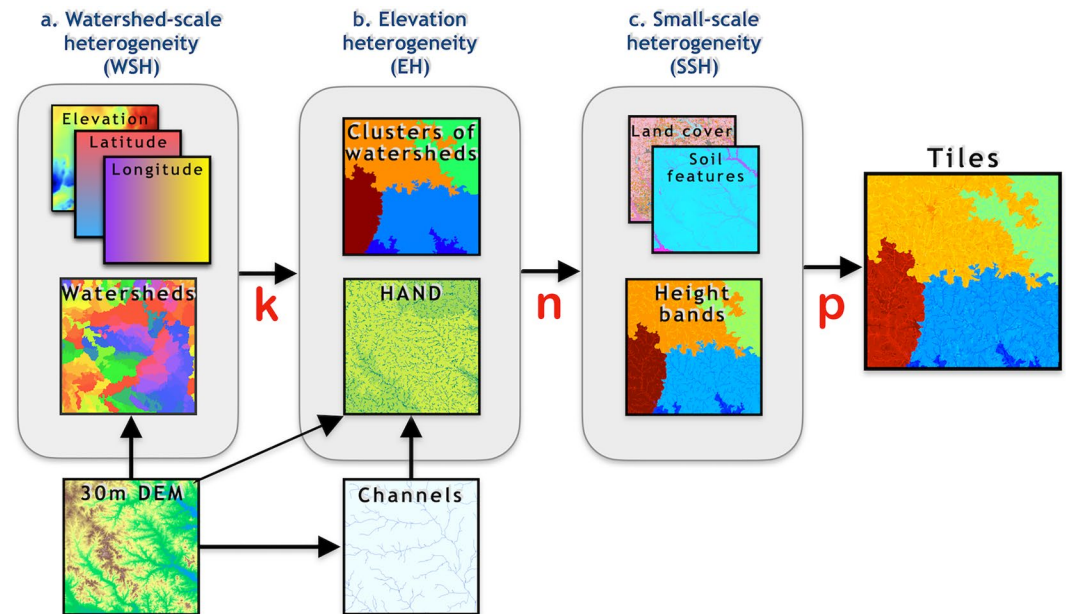 a. Watershed-scale
heterogeneity
(WSH)
b. Elevation
heterogeneity
(EH)
c. Small-scale
heterogeneity
(SSH)
Elevation
Latitude
Longitude
Watersheds
k
Clusters of
watersheds
HAND
n
Land cover
Soil
features
Height
bands
p
Tiles
30m DEM
Channels